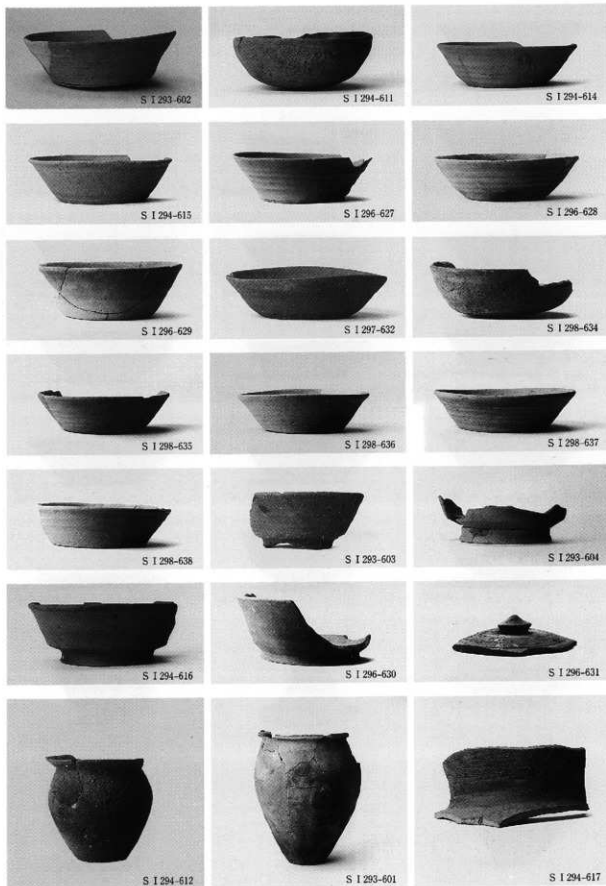 S I 293-602
S I 294-611
S I 294-614
S I 294-615
S I 296-627
S I 296-628
S I 296-629
S I 297-632
S I 298-634
S I 298-635
S I 298-636
S I 298-637
S I 298-638
S I 293-603
S I 293-604
S I 294-616
S I 296-630
S I 296-631
S I 294-612
S I 293-601
S I 294-617